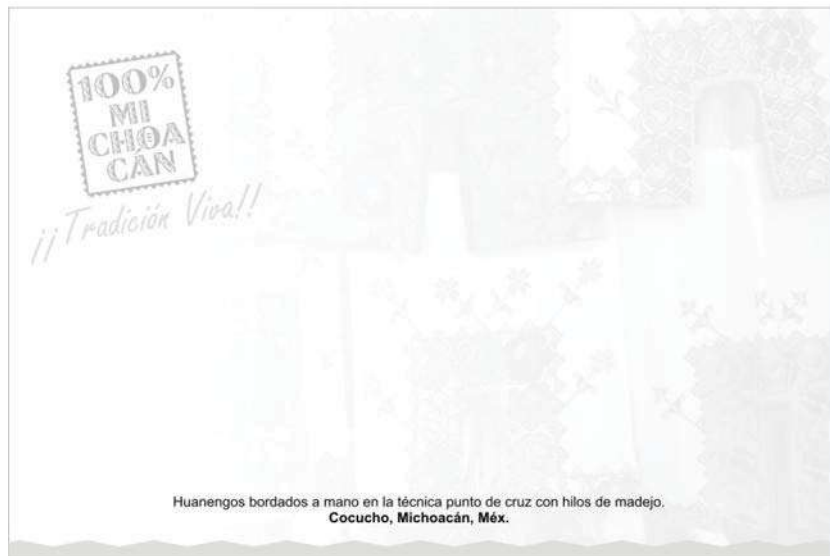 100%
MI
CHOA
CÁN
¡¡Tradición Viva!!
Huanengos bordados a mano en la técnica punto de cruz con hilos de madejo.
Cocucho, Michoacán, Méx.